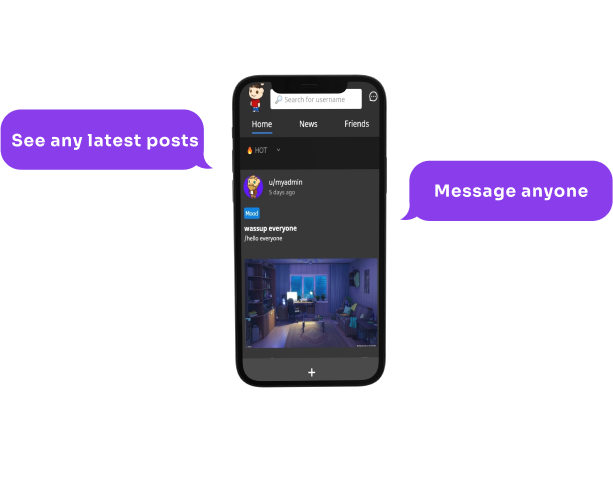 Search for username
Home News Friends
See any latest posts
🔥 HOT
u/myadmin
5 days ago
Message anyone
Mood
wassup everyone
/hello everyone
+